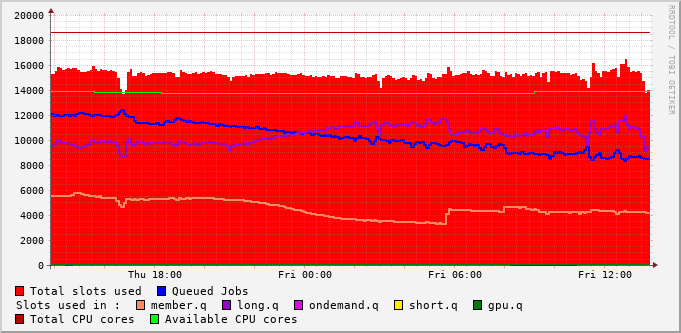 20000
18000
16000
14000
12000
10000
8000
6000
4000
2000
0
Thu 18:00 Fri 00:00 Fri 06:00 Fri 12:00
RRDTOOL / TOBI OETIKER
Total slots used Queued Jobs
Slots used in : member.q long.q ondemand.q short.q gpu.q
Total CPU cores Available CPU cores